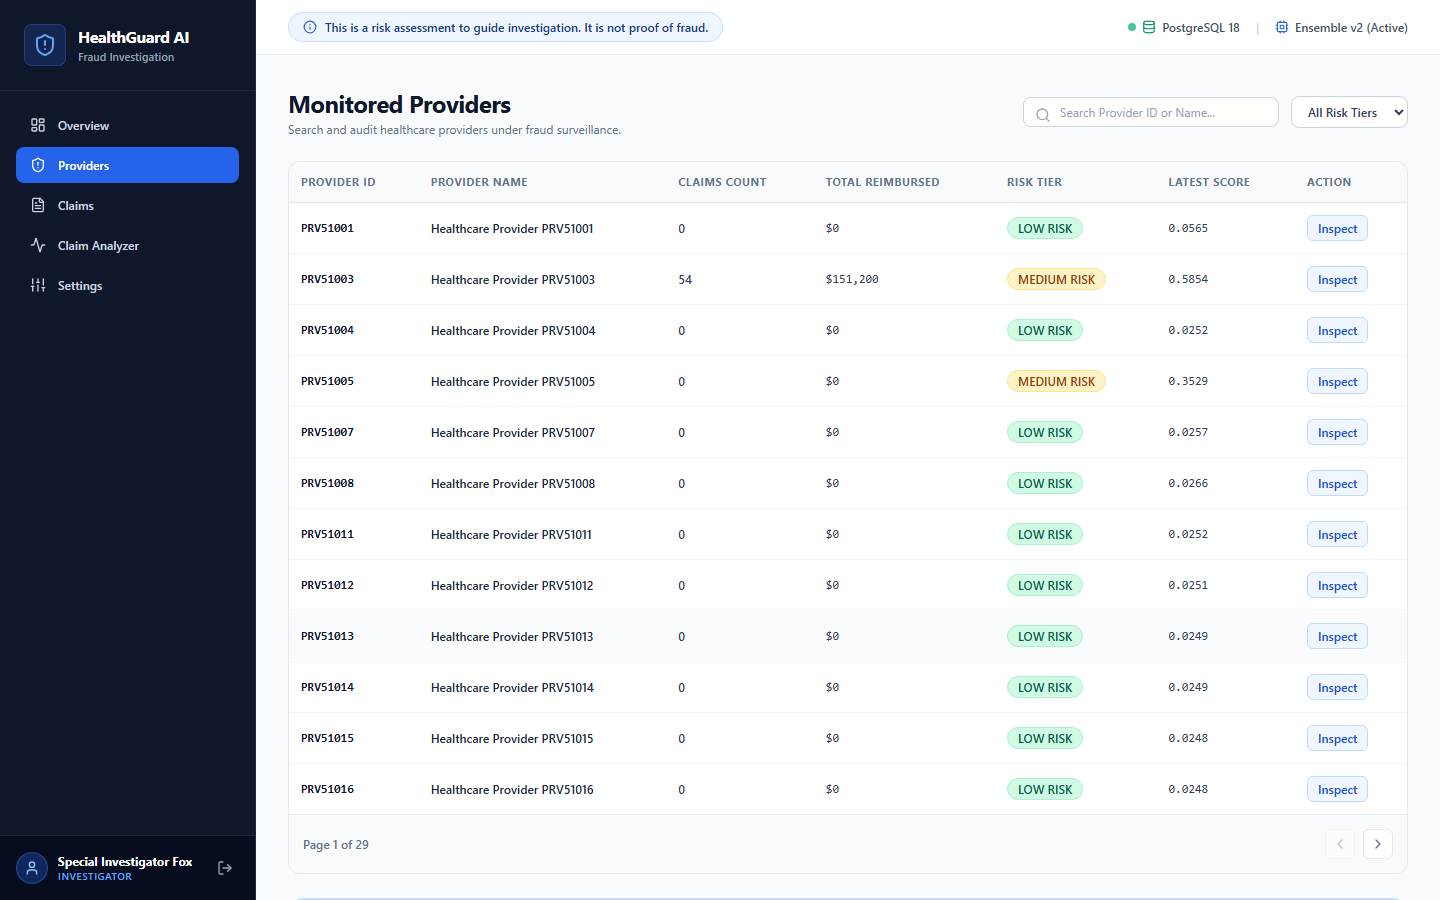 HealthGuard AI
Fraud Investigation
Overview
Providers
Claims
Claim Analyzer
Settings
Special Investigator Fox
INVESTIGATOR
This is a risk assessment to guide investigation. It is not proof of fraud.
PostgreSQL 18 | Ensemble v2 (Active)
Monitored Providers
Search and audit healthcare providers under fraud surveillance.
Search Provider ID or Name...
All Risk Tiers
PROVIDER ID PROVIDER NAME CLAIMS COUNT TOTAL REIMBURSED RISK TIER LATEST SCORE ACTION
PRV51001 Healthcare Provider PRV51001 0 $0 LOW RISK 0.0565 Inspect
PRV51003 Healthcare Provider PRV51003 54 $151,200 MEDIUM RISK 0.5854 Inspect
PRV51004 Healthcare Provider PRV51004 0 $0 LOW RISK 0.0252 Inspect
PRV51005 Healthcare Provider PRV51005 0 $0 MEDIUM RISK 0.3529 Inspect
PRV51007 Healthcare Provider PRV51007 0 $0 LOW RISK 0.0257 Inspect
PRV51008 Healthcare Provider PRV51008 0 $0 LOW RISK 0.0266 Inspect
PRV51011 Healthcare Provider PRV51011 0 $0 LOW RISK 0.0252 Inspect
PRV51012 Healthcare Provider PRV51012 0 $0 LOW RISK 0.0251 Inspect
PRV51013 Healthcare Provider PRV51013 0 $0 LOW RISK 0.0249 Inspect
PRV51014 Healthcare Provider PRV51014 0 $0 LOW RISK 0.0249 Inspect
PRV51015 Healthcare Provider PRV51015 0 $0 LOW RISK 0.0248 Inspect
PRV51016 Healthcare Provider PRV51016 0 $0 LOW RISK 0.0248 Inspect
Page 1 of 29